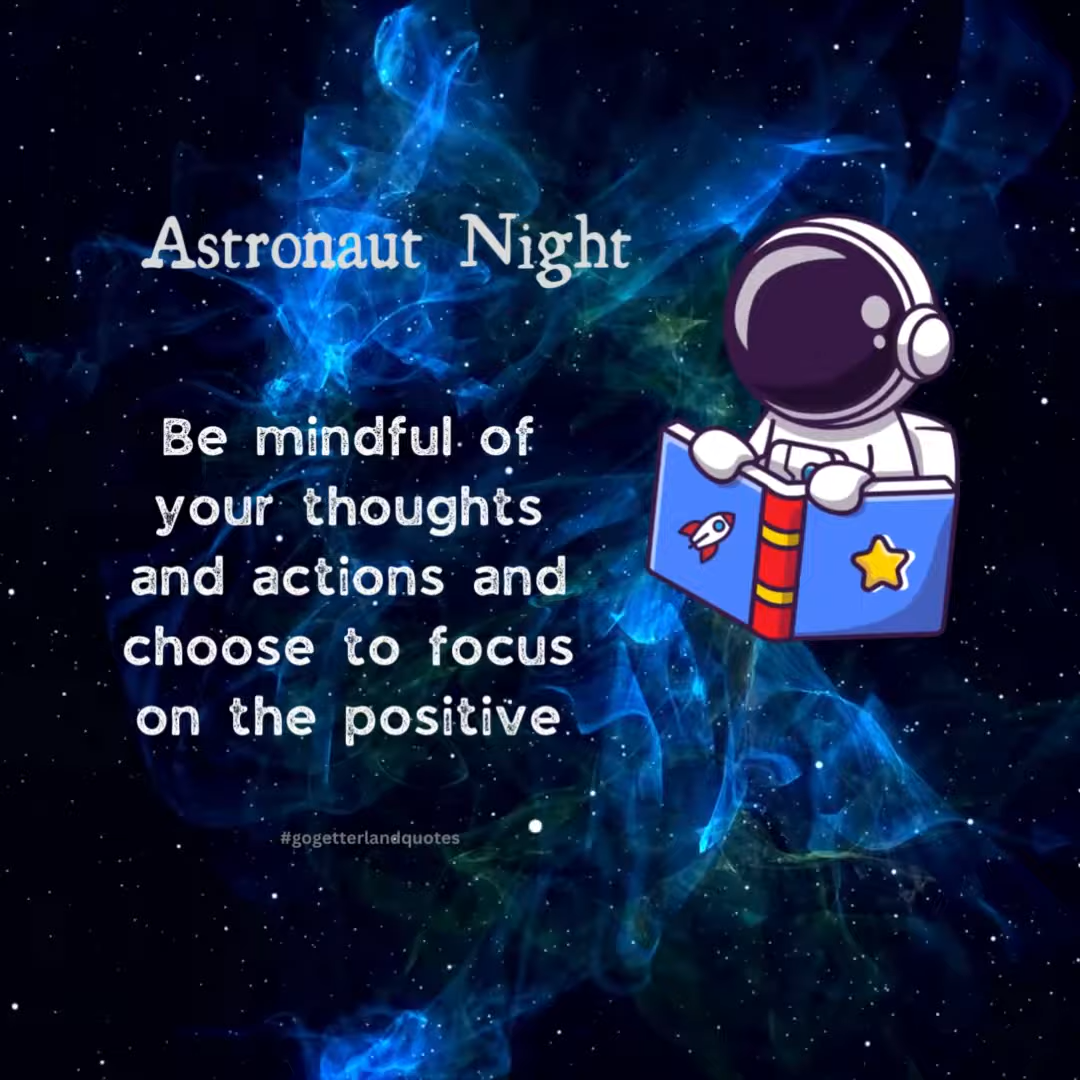 Astronaut Night
Be mindful of
your thoughts
and actions and
choose to focus
on the positive
#gogetterlandquotes